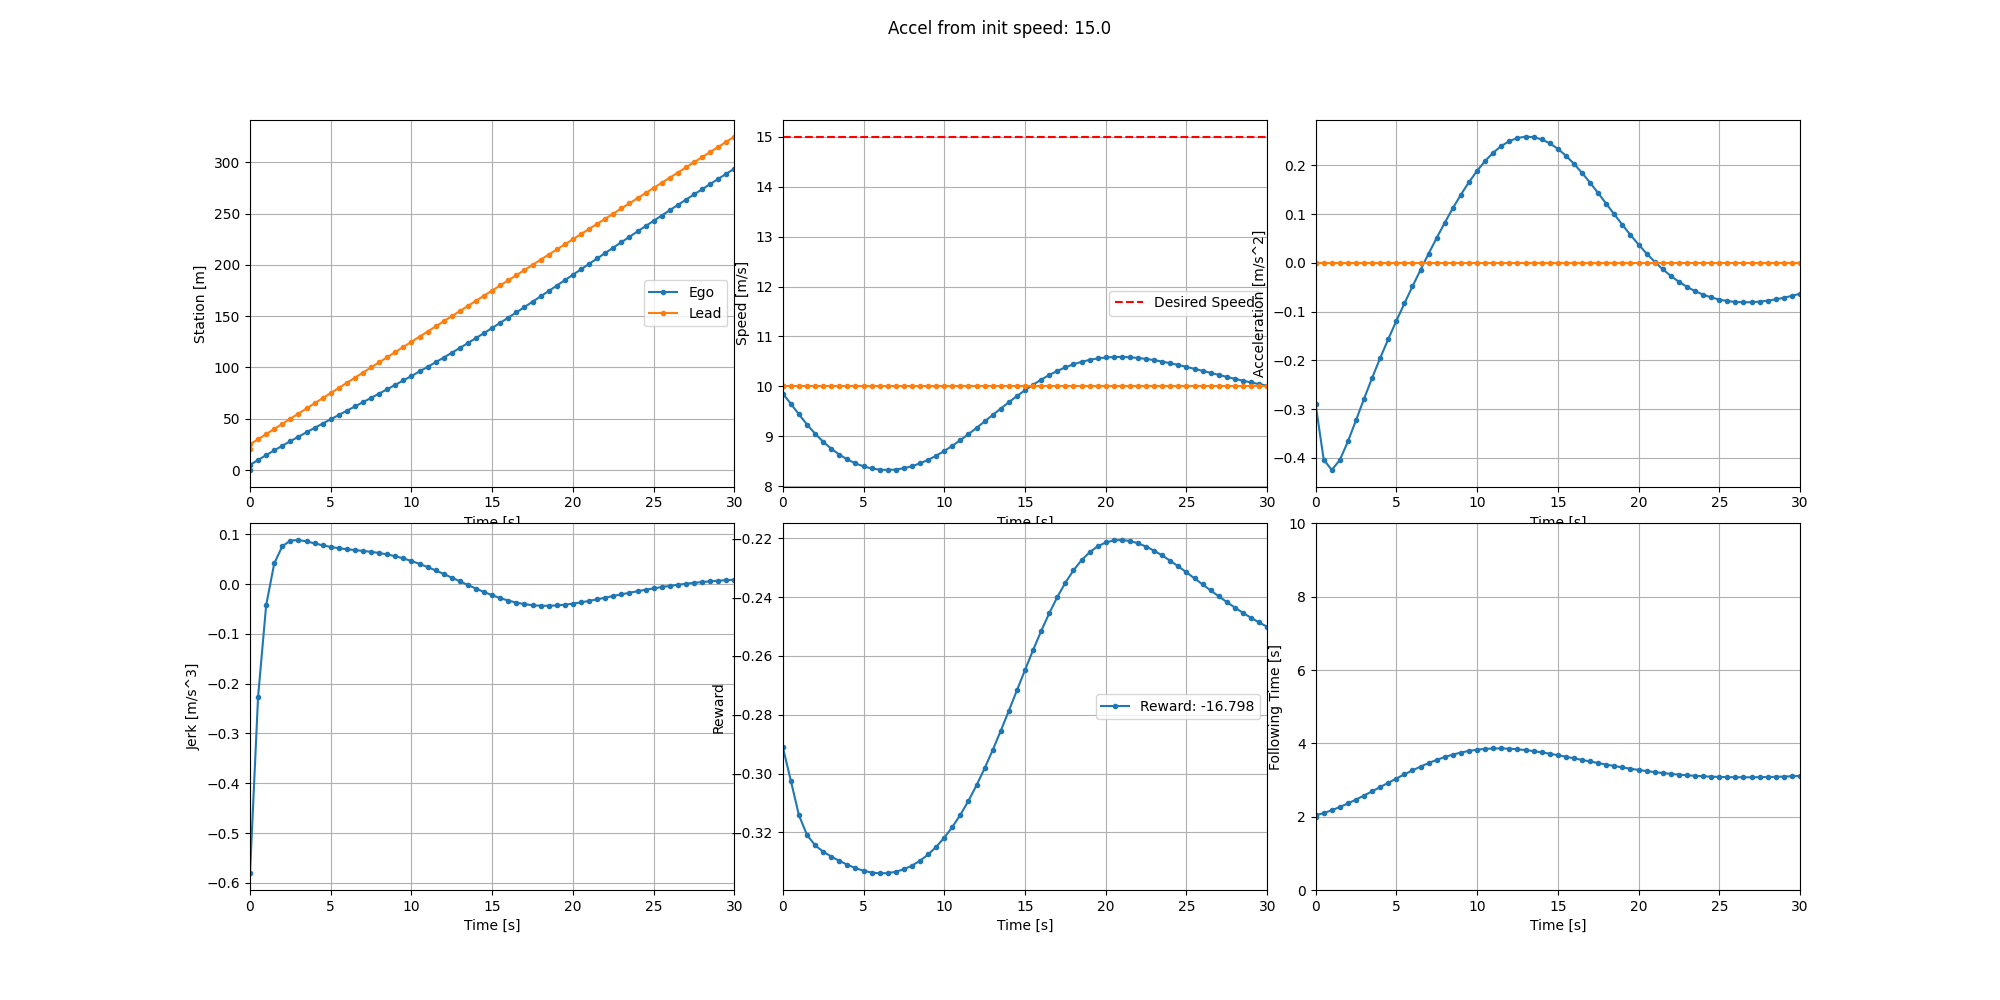 Accel from init speed: 15.0
Station [m]
300
250
200
150
100
50
0
0 5 10 15 20 25 30
Time [s]
Ego
Lead
Speed [m/s]
15
14
13
12
11
10
9
8
0 5 10 15 20 25 30
Time [s]
Desired Speed
Acceleration [m/s^2]
0.2
0.1
0.0
−0.1
−0.2
−0.3
−0.4
0 5 10 15 20 25 30
Time [s]
Jerk [m/s^3]
0.1
0.0
−0.1
−0.2
−0.3
−0.4
−0.5
−0.6
0 5 10 15 20 25 30
Time [s]
Reward
−0.22
−0.24
−0.26
−0.28
−0.30
−0.32
0 5 10 15 20 25 30
Time [s]
Reward: -16.798
Following Time [s]
10
8
6
4
2
0
0 5 10 15 20 25 30
Time [s]